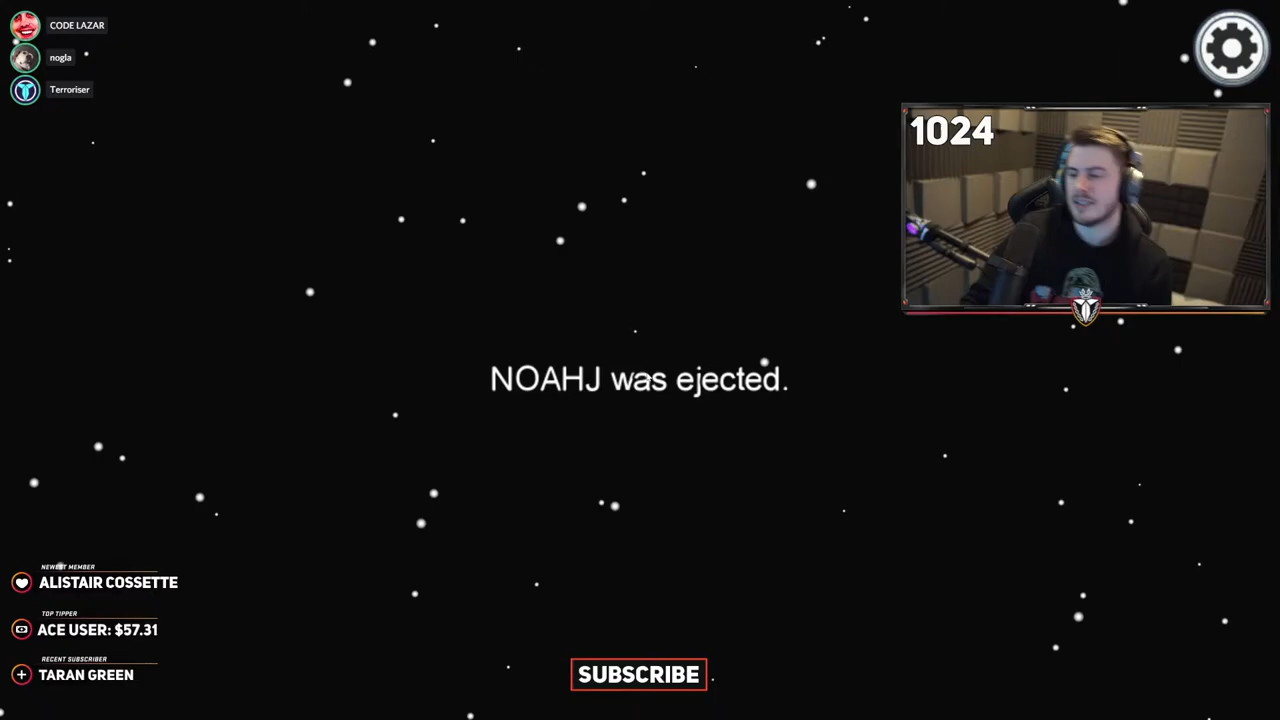 CODE LAZAR
nogla
Terroriser
1024
NOAHJ was ejected.
NEWEST MEMBER
ALISTAIR COSSETTE
TOP TIPPER
ACE USER: $57.31
RECENT SUBSCRIBER
TARAN GREEN
SUBSCRIBE